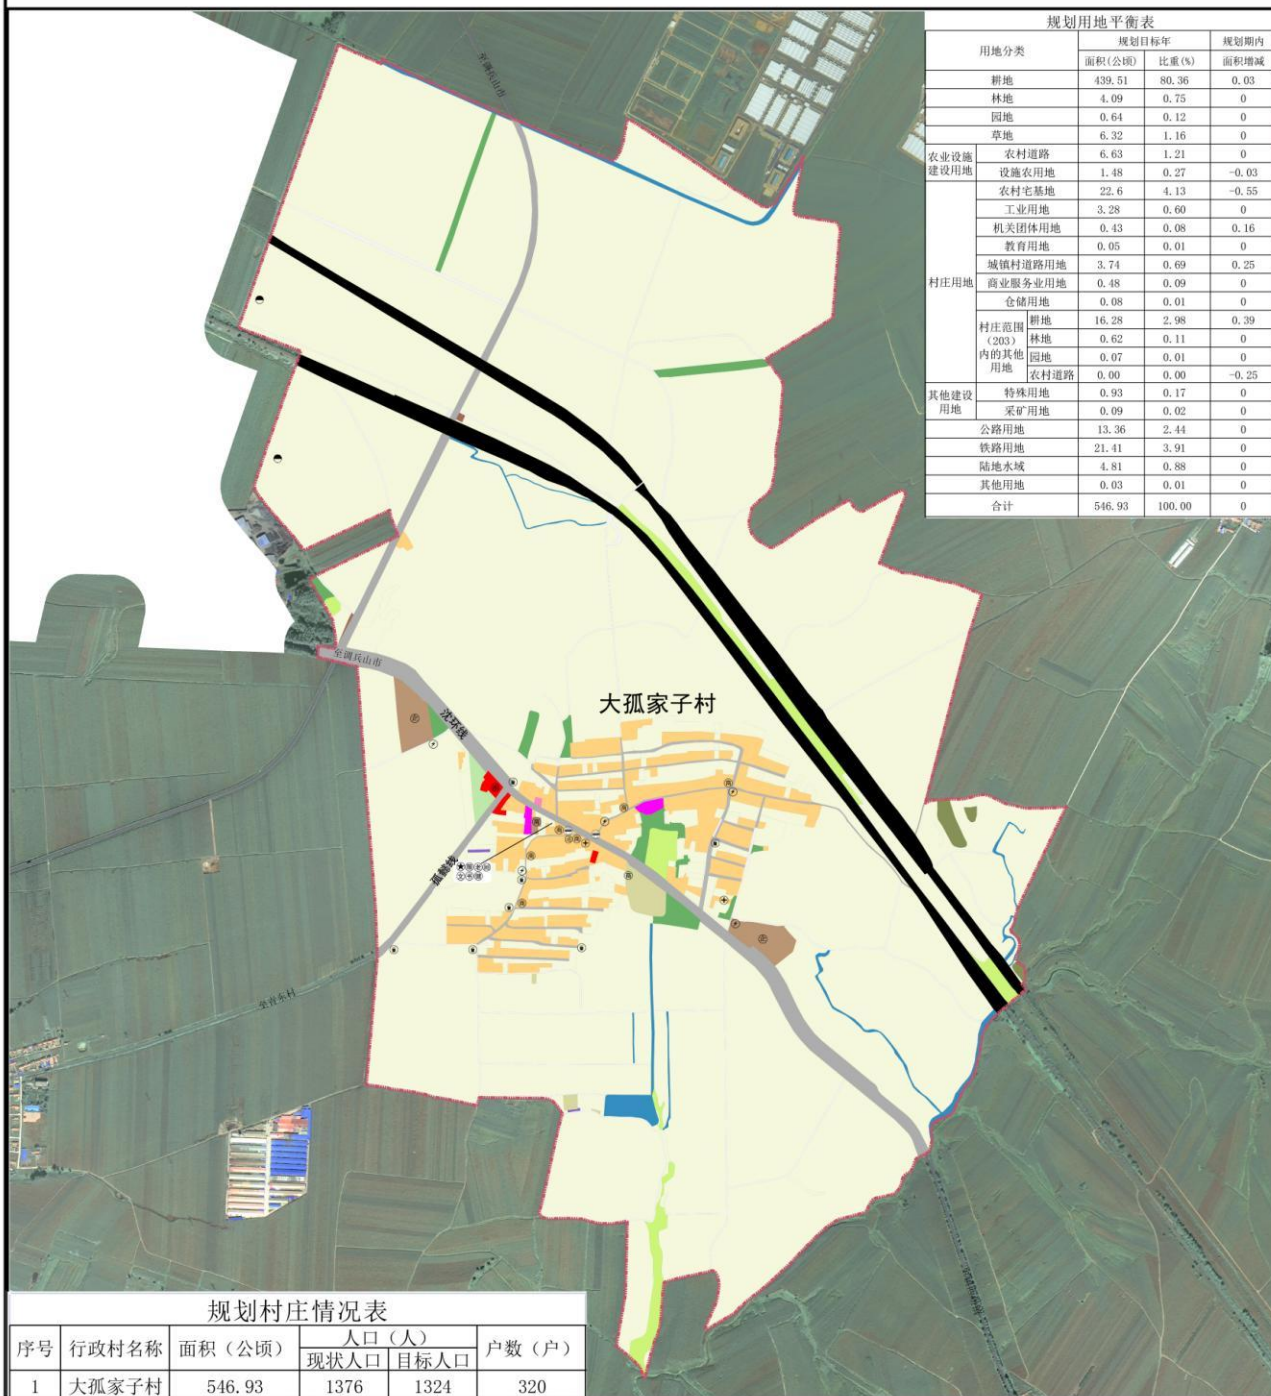 规划用地平衡表
用地分类 规划目标年 规划期内
面积(公顷) 比重(%) 面积增减
耕地 439.51 80.36 0.03
林地 4.09 0.75 0
园地 0.64 0.12 0
草地 6.32 1.16 0
农业设施建设用地 农村道路 6.63 1.21 0
设施农用地 1.48 0.27 -0.03
村庄用地 农村宅基地 22.6 4.13 -0.55
工业用地 3.28 0.60 0
机关团体用地 0.43 0.08 0.16
教育用地 0.05 0.01 0
城镇村道路用地 3.74 0.69 0.25
商业服务业用地 0.48 0.09 0
仓储用地 0.08 0.01 0
村庄范围(203)内的其他用地 耕地 16.28 2.98 0.39
林地 0.62 0.11 0
园地 0.07 0.01 0
农村道路 0.00 0.00 -0.25
其他建设用地 特殊用地 0.93 0.17 0
采矿用地 0.09 0.02 0
公路用地 13.36 2.44 0
铁路用地 21.41 3.91 0
陆地水域 4.81 0.88 0
其他用地 0.03 0.01 0
合计 546.93 100.00 0
至调兵山市
至调兵山市
沈环线
大孤家子村
规划村庄情况表
序号 行政村名称 面积（公顷） 人口（人） 户数（户）
现状人口 目标人口
1 大孤家子村 546.93 1376 1324 320